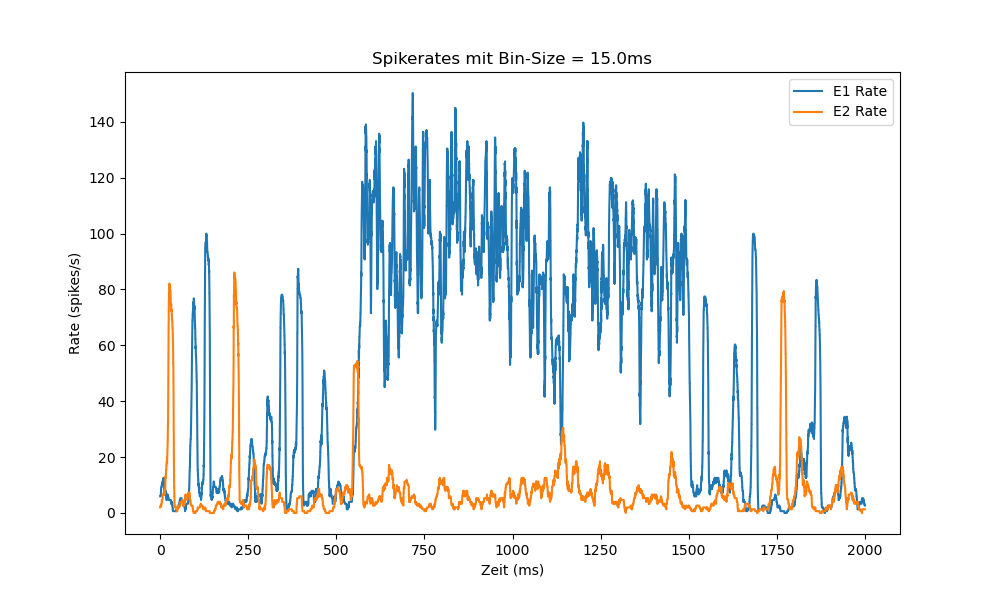 Spikerates mit Bin-Size = 15.0ms
E1 Rate
E2 Rate
Rate (spikes/s)
140
120
100
80
60
40
20
0
0 250 500 750 1000 1250 1500 1750 2000
Zeit (ms)